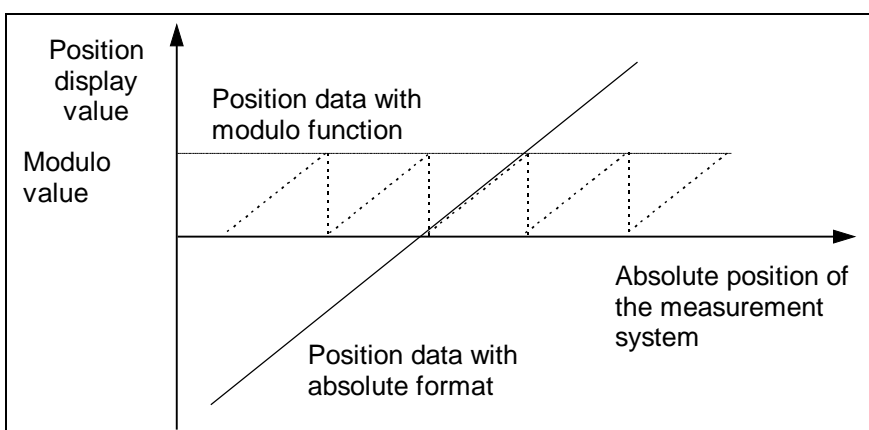 Position
display
value
Position data with
modulo function
Modulo
value
Absolute position of
the measurement
system
Position data with
absolute format